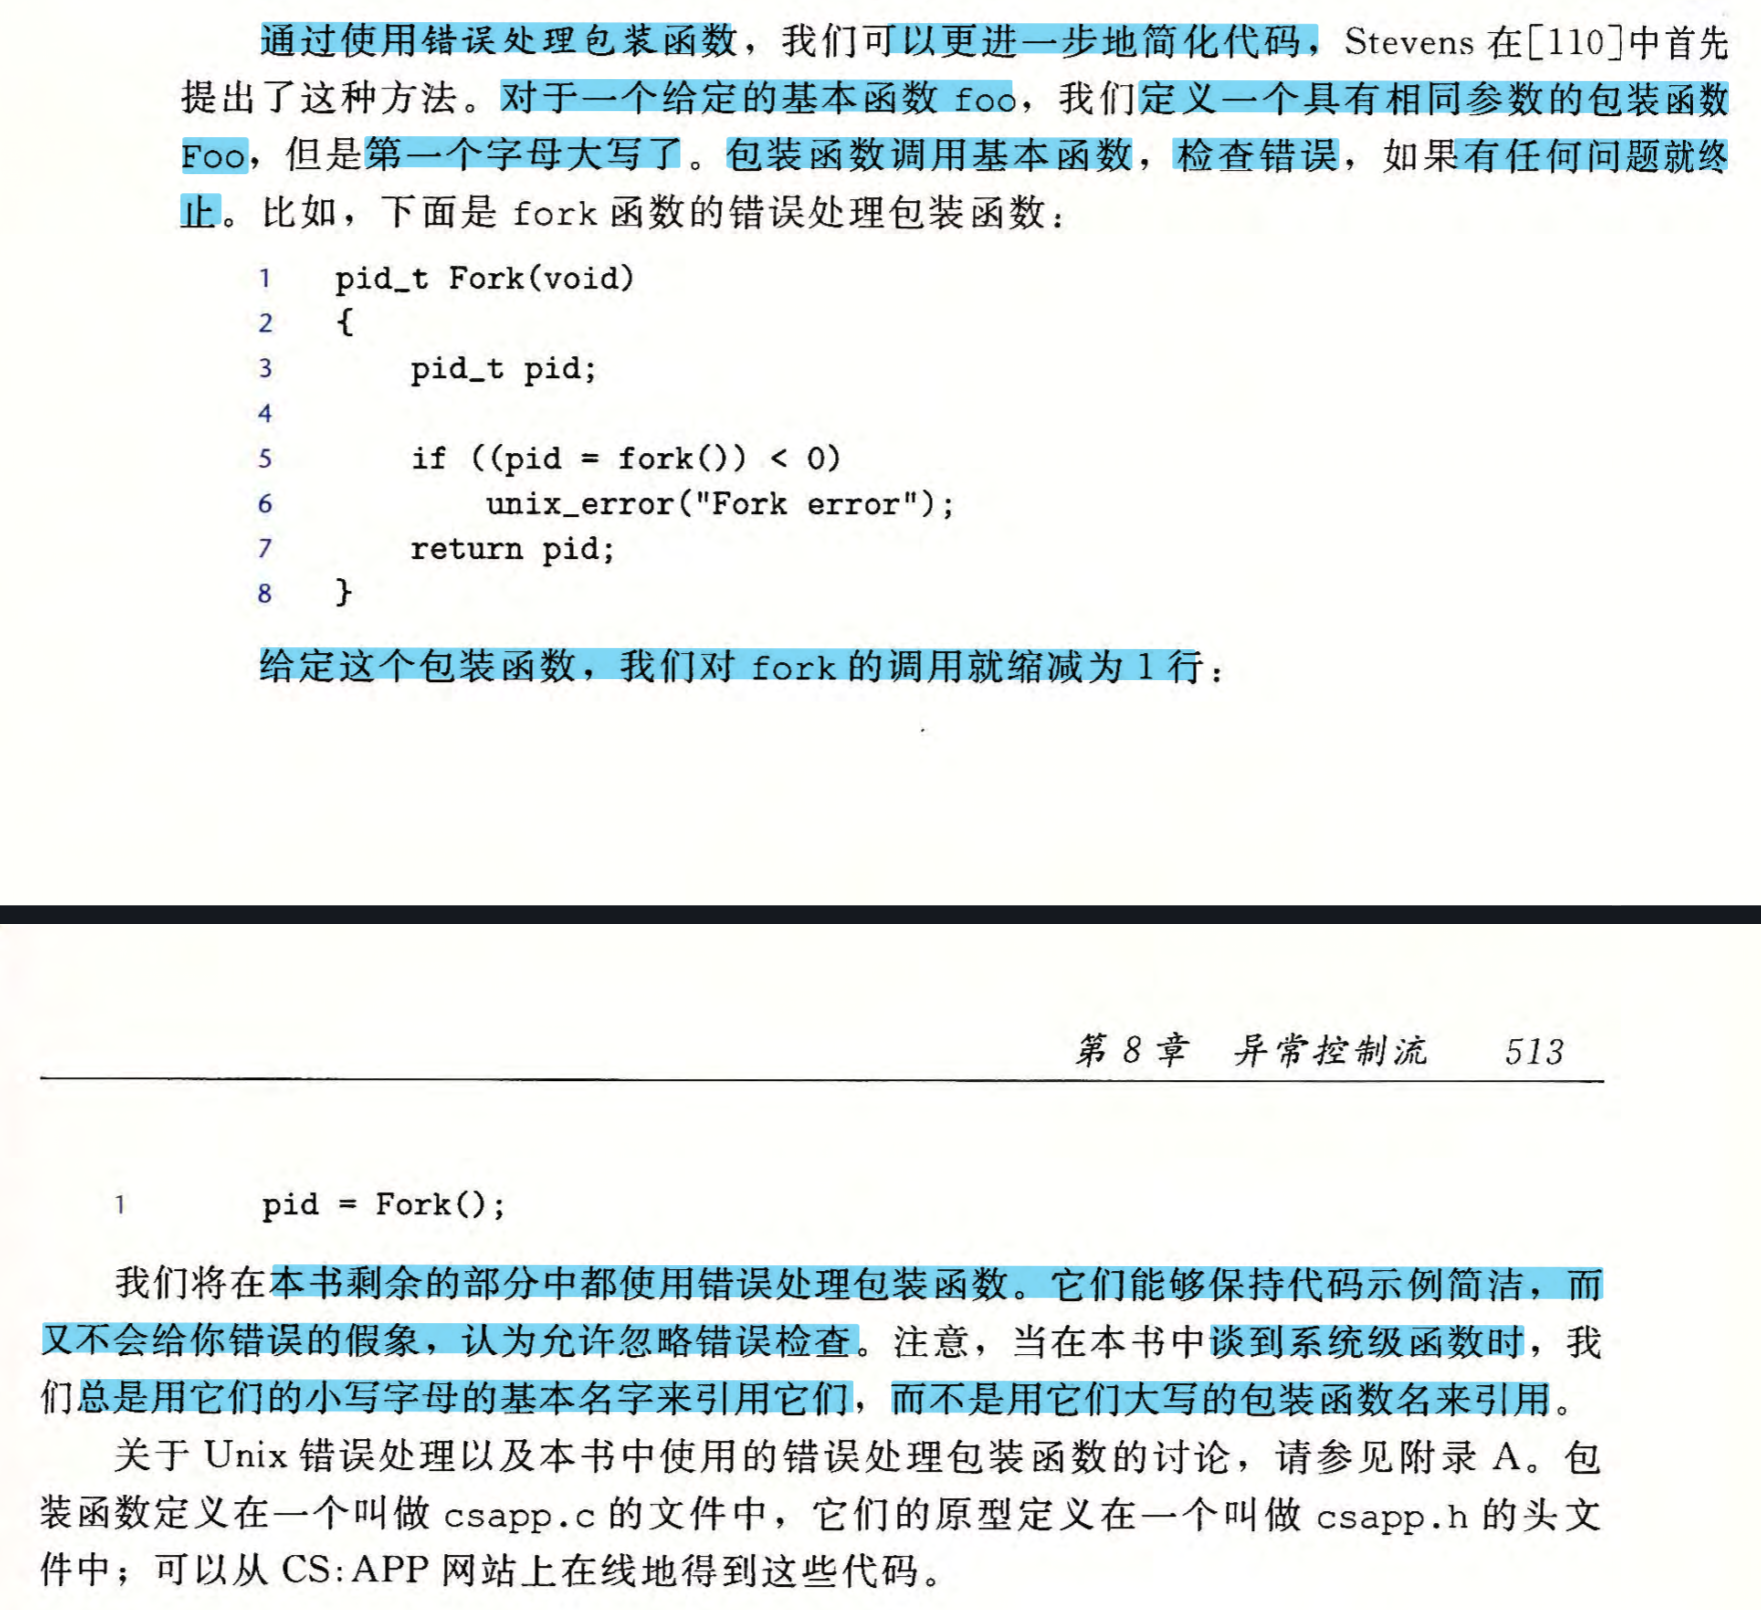 通过使用错误处理包装函数，我们可以更进一步地简化代码，Stevens 在[110]中首先
提出了这种方法。对于一个给定的基本函数 foo，我们定义一个具有相同参数的包装函数
Foo，但是第一个字母大写了。包装函数调用基本函数，检查错误，如果有任何问题就终
止。比如，下面是 fork 函数的错误处理包装函数：
1 pid_t Fork(void)
2 {
3 pid_t pid;
4
5 if ((pid = fork()) < 0)
6 unix_error("Fork error");
7 return pid;
8 }
给定这个包装函数，我们对 fork 的调用就缩减为 1 行：
第 8 章 异常控制流 513
1 pid = Fork();
我们将在本书剩余的部分中都使用错误处理包装函数。它们能够保持代码示例简洁，而
又不会给你错误的假象，认为允许忽略错误检查。注意，当在本书中谈到系统级函数时，我
们总是用它们的小写字母的基本名字来引用它们，而不是用它们大写的包装函数名来引用。
关于 Unix 错误处理以及本书中使用的错误处理包装函数的讨论，请参见附录 A。包
装函数定义在一个叫做 csapp.c 的文件中，它们的原型定义在一个叫做 csapp.h 的头文
件中；可以从 CS:APP 网站上在线地得到这些代码。